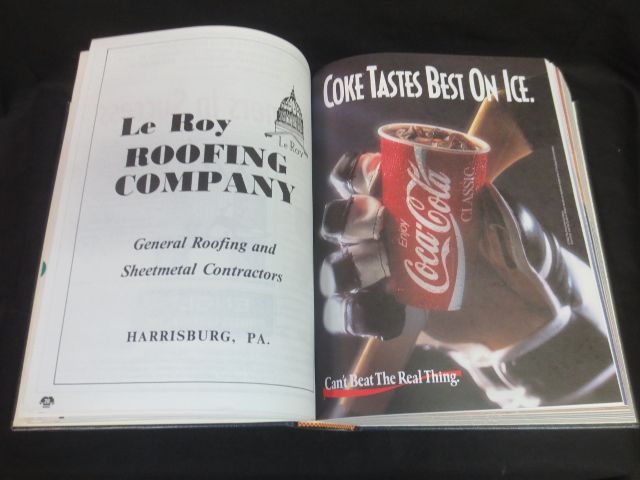 Le Roy
Le Roy
ROOFING
COMPANY
General Roofing and
Sheetmetal Contractors
HARRISBURG, PA.
COKE TASTES BEST ON ICE.
Enjoy
Coca-Cola
CLASSIC
Can't Beat The Real Thing.